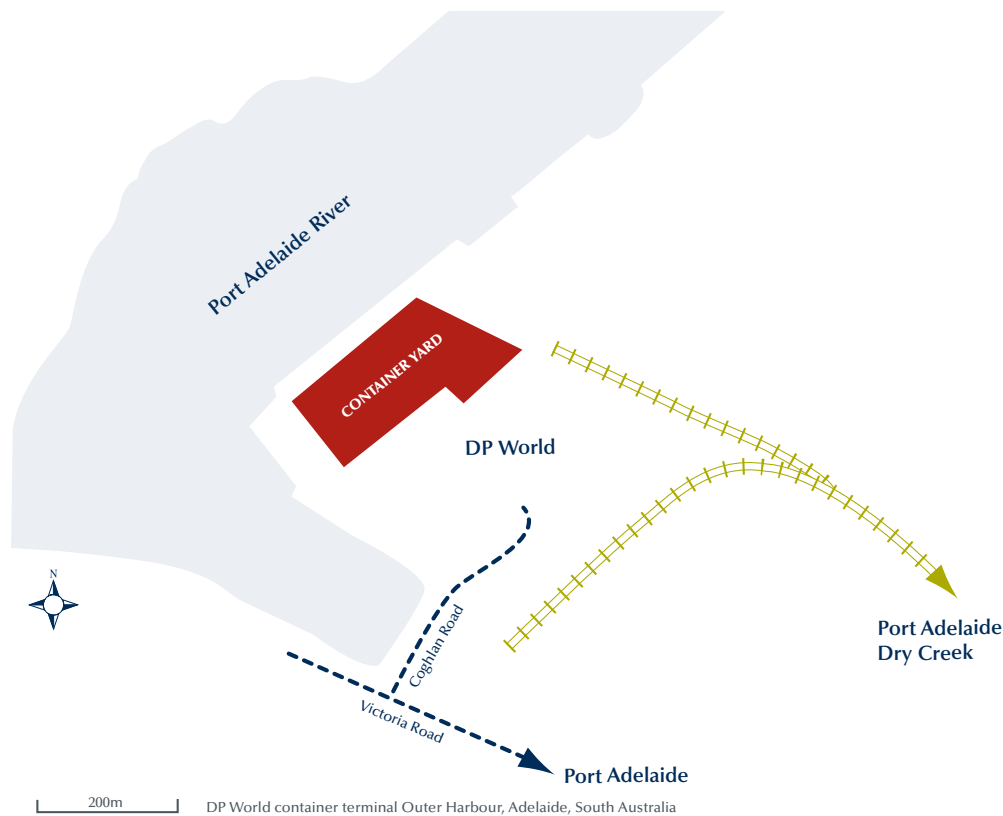 Port Adelaide River
CONTAINER YARD
DP World
N
Coghlan Road
Port Adelaide
Dry Creek
Victoria Road
Port Adelaide
200m
DP World container terminal Outer Harbour, Adelaide, South Australia